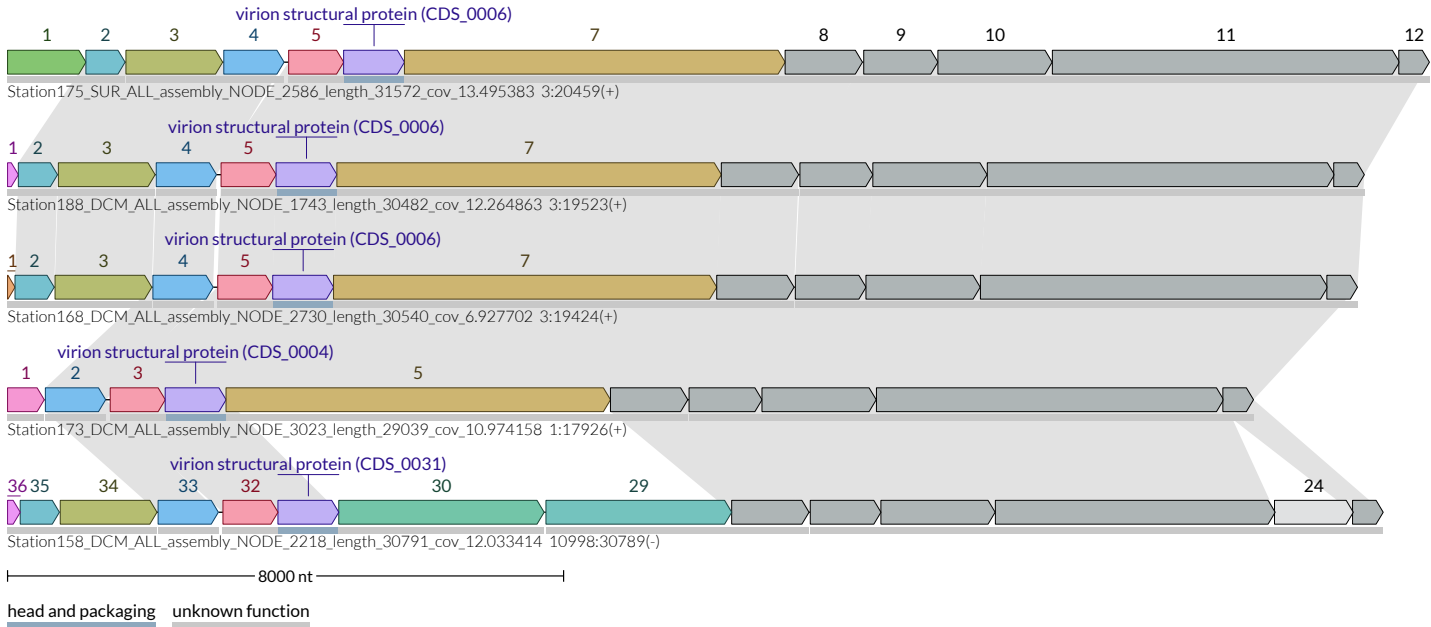 virion structural protein (CDS_0006)
1 2 3 4 5 7 8 9 10 11 12
Station175_SUR_ALL_assembly_NODE_2586_length_31572_cov_13.495383 3:20459(+)
virion structural protein (CDS_0006)
1 2 3 4 5 7
Station188_DCM_ALL_assembly_NODE_1743_length_30482_cov_12.264863 3:19523(+)
virion structural protein (CDS_0006)
1 2 3 4 5 7
Station168_DCM_ALL_assembly_NODE_2730_length_30540_cov_6.927702 3:19424(+)
virion structural protein (CDS_0004)
1 2 3 5
Station173_DCM_ALL_assembly_NODE_3023_length_29039_cov_10.974158 1:17926(+)
virion structural protein (CDS_0031)
36 35 34 33 32 30 29 24
Station158_DCM_ALL_assembly_NODE_2218_length_30791_cov_12.033414 10998:30789(-)
8000 nt
head and packaging unknown function